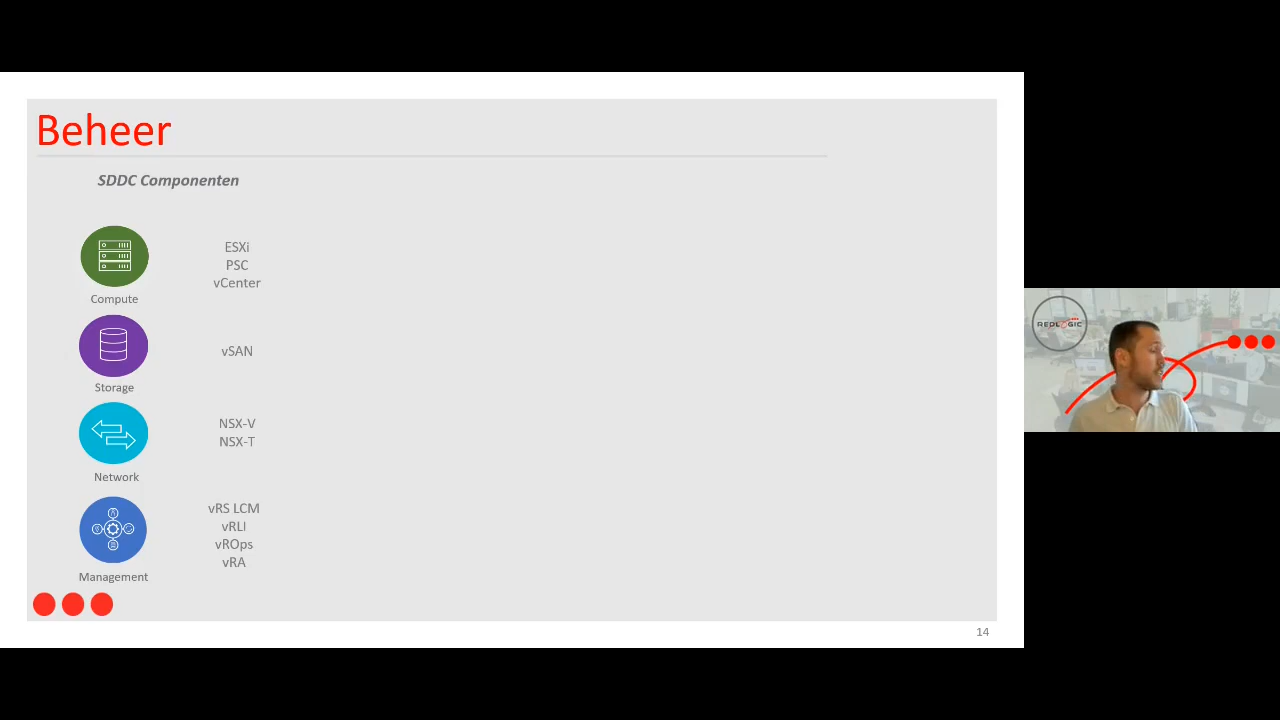 Beheer
SDDC Componenten
ESXi
PSC
vCenter
Compute
vSAN
Storage
NSX-V
NSX-T
Network
vRS LCM
vRLI
vROps
vRA
Management
14
REPLOGIC